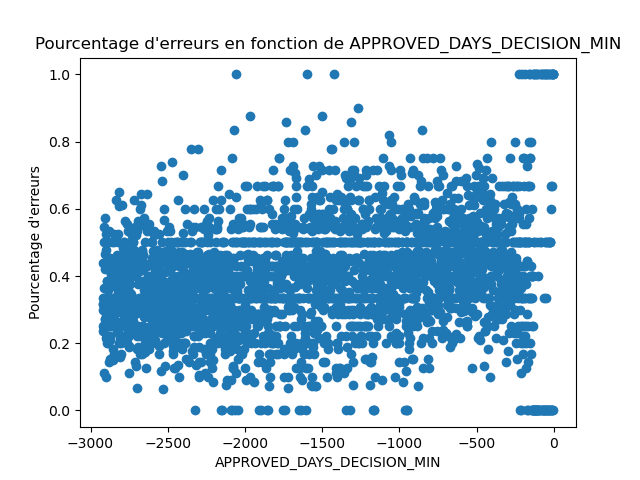 Pourcentage d'erreurs en fonction de APPROVED_DAYS_DECISION_MIN
1.0
0.8
0.6
0.4
0.2
0.0
Pourcentage d'erreurs
−3000 −2500 −2000 −1500 −1000 −500 0
APPROVED_DAYS_DECISION_MIN